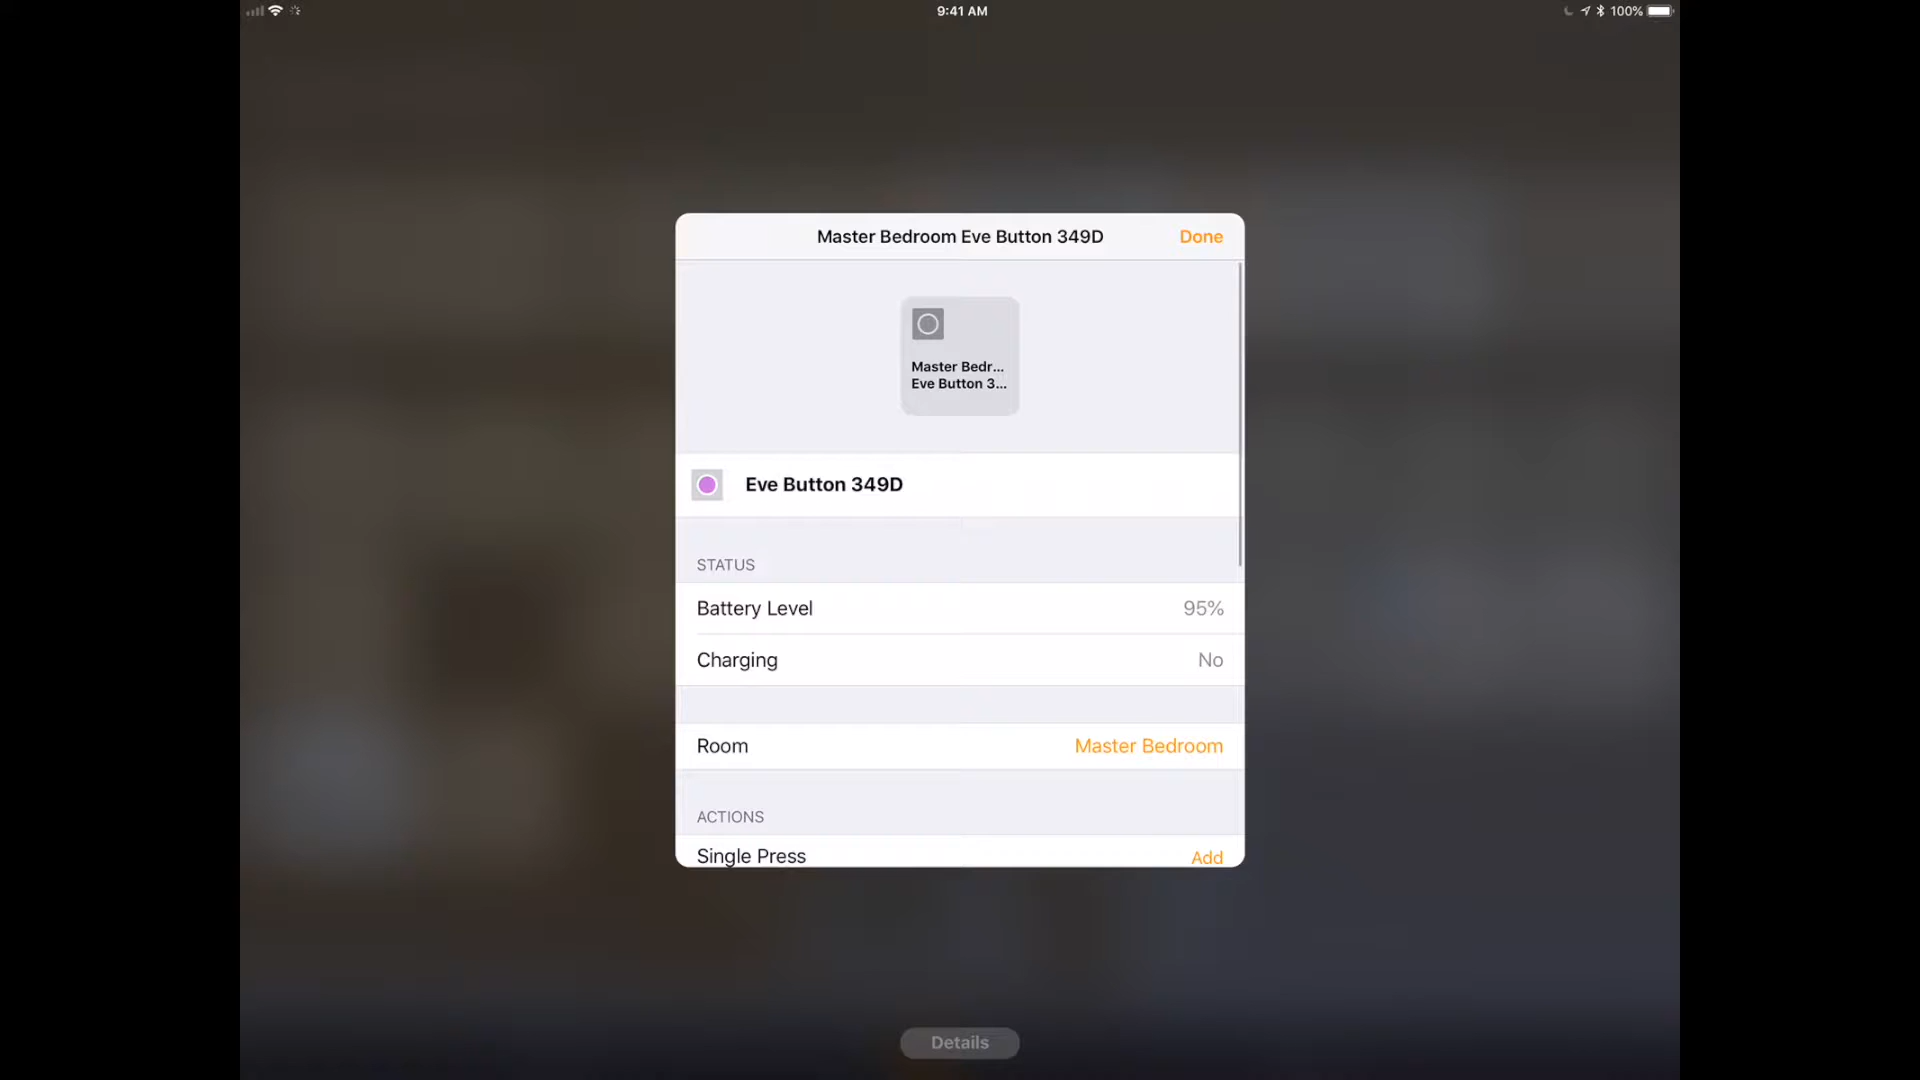 9:41 AM
100%
Master Bedroom Eve Button 349D
Done
Master Bedr...
Eve Button 3...
Eve Button 349D
STATUS
Battery Level 95%
Charging No
Room Master Bedroom
ACTIONS
Single Press Add
Details